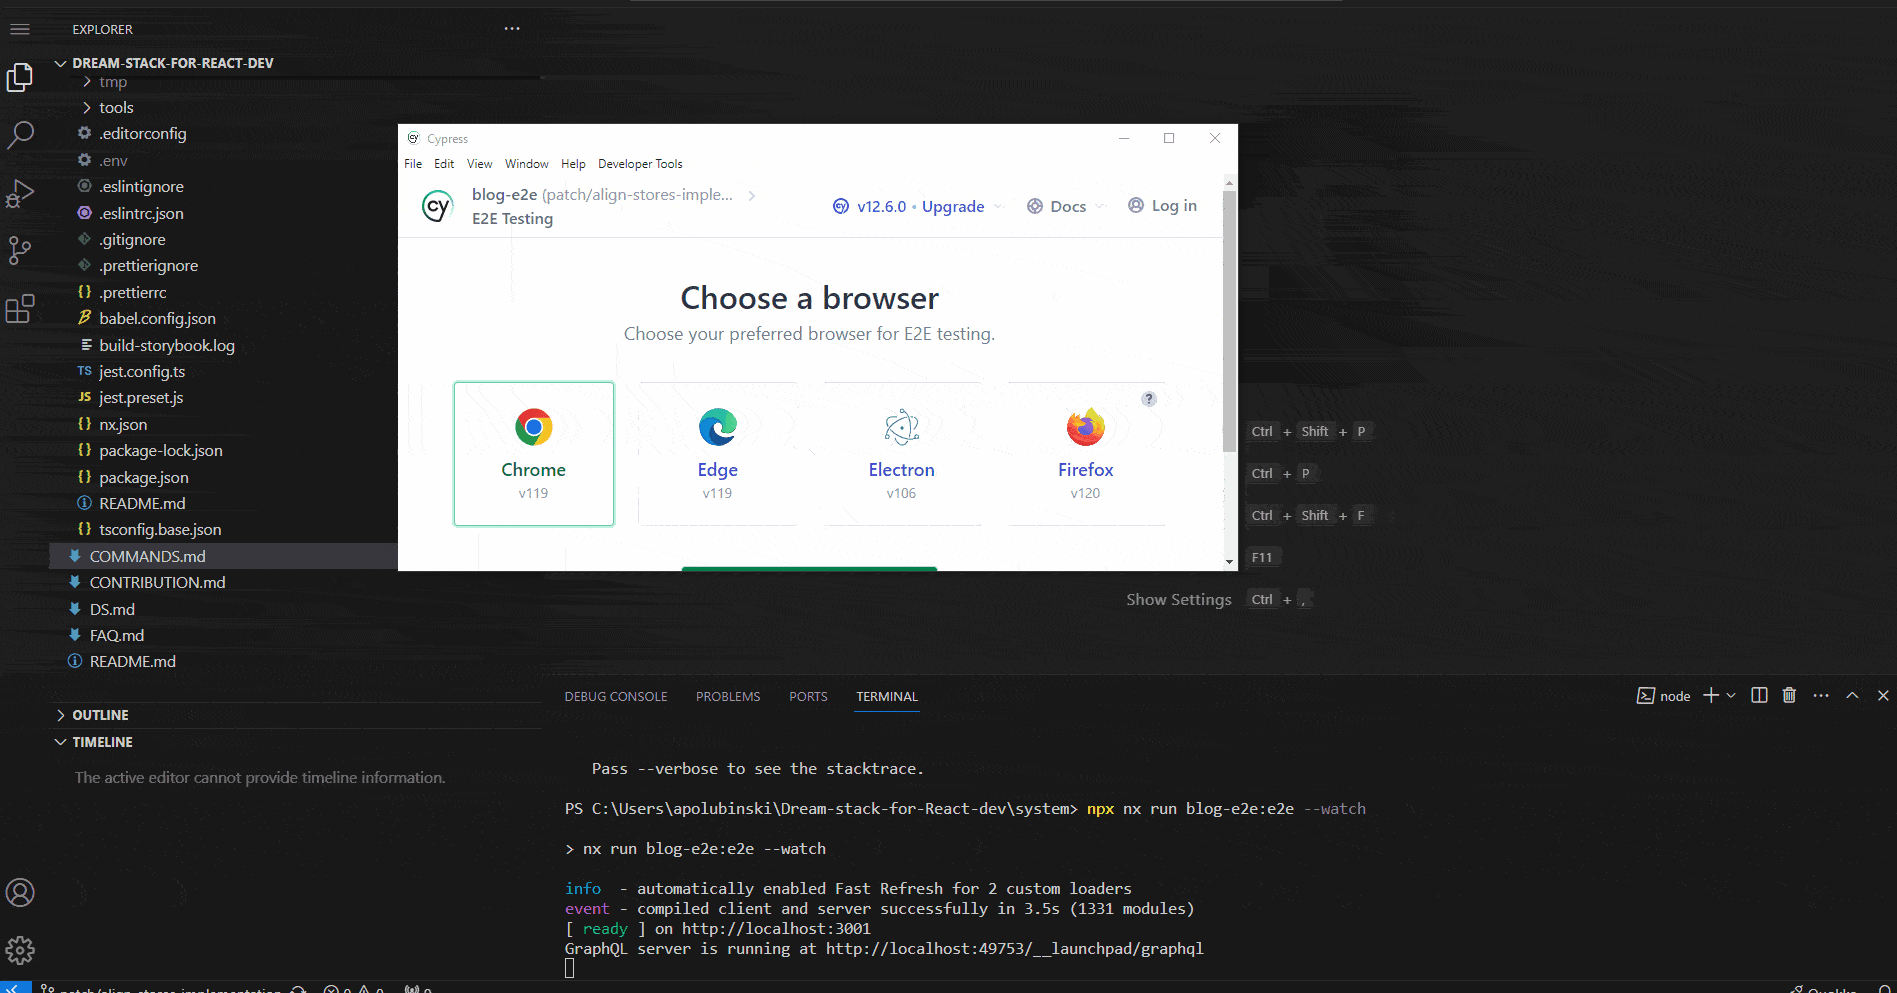 EXPLORER
DREAM-STACK-FOR-REACT-DEV
tmp
tools
.editorconfig
.env
.eslintignore
.eslintrc.json
.gitignore
.prettierignore
.prettierrc
babel.config.json
build-storybook.log
TS jest.config.ts
JS jest.preset.js
nx.json
package-lock.json
package.json
README.md
tsconfig.base.json
COMMANDS.md
CONTRIBUTION.md
DS.md
FAQ.md
README.md
OUTLINE
TIMELINE
The active editor cannot provide timeline information.
cy Cypress
File Edit View Window Help Developer Tools
cy
blog-e2e (patch/align-stores-imple...
E2E Testing
cy v12.6.0 • Upgrade
Docs
Log in
Choose a browser
Choose your preferred browser for E2E testing.
Chrome
v119
Edge
v119
Electron
v106
?
Firefox
v120
Ctrl + Shift + P
Ctrl + P
Ctrl + Shift + F
F11
Show Settings Ctrl + ,
DEBUG CONSOLE PROBLEMS PORTS TERMINAL
node
Pass --verbose to see the stacktrace.
PS C:\Users\apolubinski\Dream-stack-for-React-dev\system> npx nx run blog-e2e:e2e --watch
> nx run blog-e2e:e2e --watch
info - automatically enabled Fast Refresh for 2 custom loaders
event - compiled client and server successfully in 3.5s (1331 modules)
[ ready ] on http://localhost:3001
GraphQL server is running at http://localhost:49753/__launchpad/graphql
patch/align-stores-implementation 0 0 0
Quokka